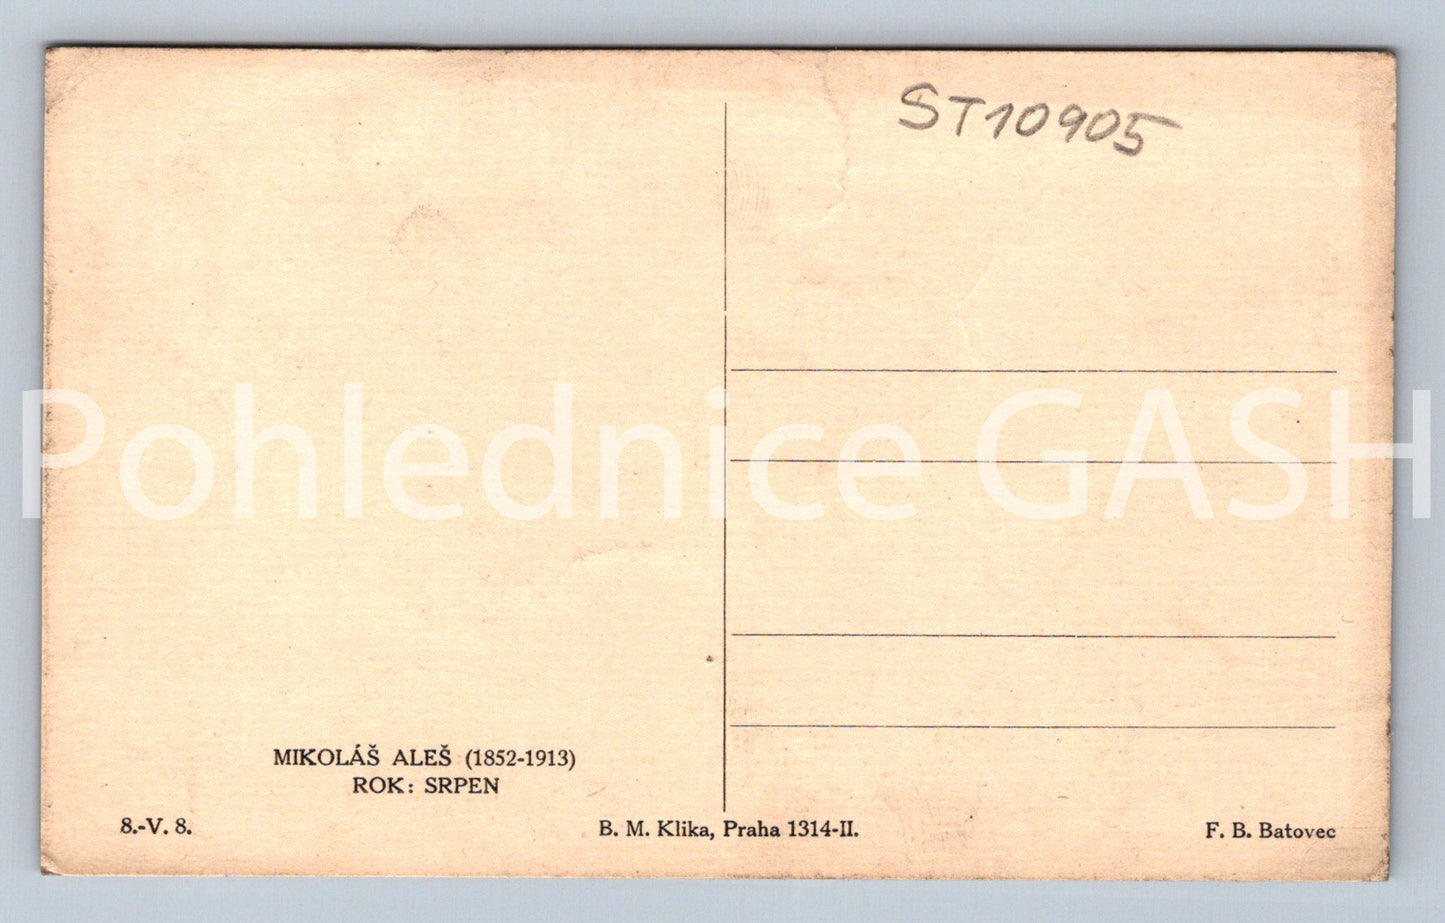 ST10905
Pohlednice GASH
MIKOLÁŠ ALEŠ (1852-1913)
ROK: SRPEN
8.-V. 8.
B. M. Klika, Praha 1314-II.
F. B. Batovec